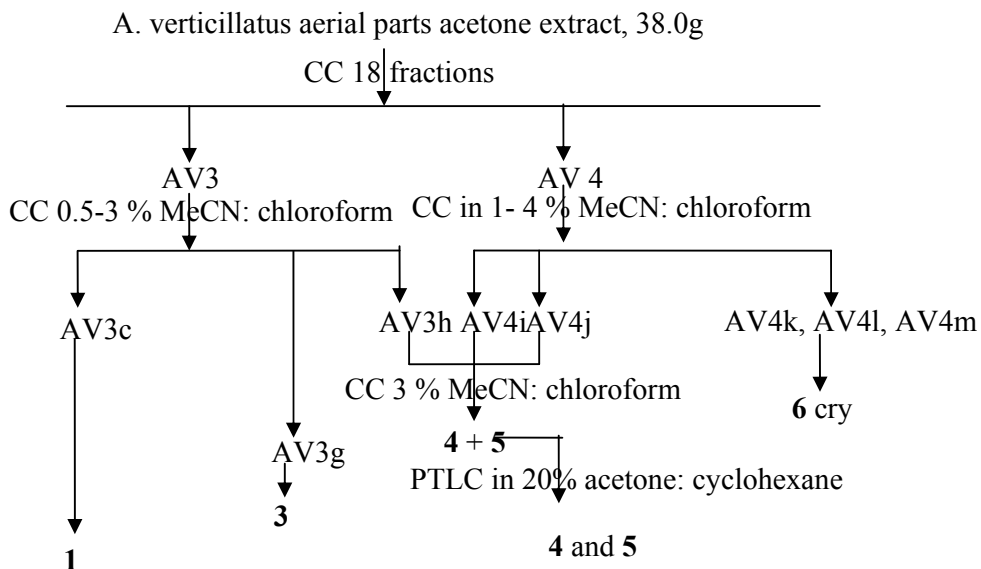 A. verticillatus aerial parts acetone extract, 38.0g
CC 18 fractions
AV3
AV 4
CC 0.5-3 % MeCN: chloroform
CC in 1- 4 % MeCN: chloroform
AV3c
AV3h AV4i AV4j
AV4k, AV4l, AV4m
CC 3 % MeCN: chloroform
6 cry
4 + 5
AV3g
PTLC in 20% acetone: cyclohexane
3
4 and 5
1